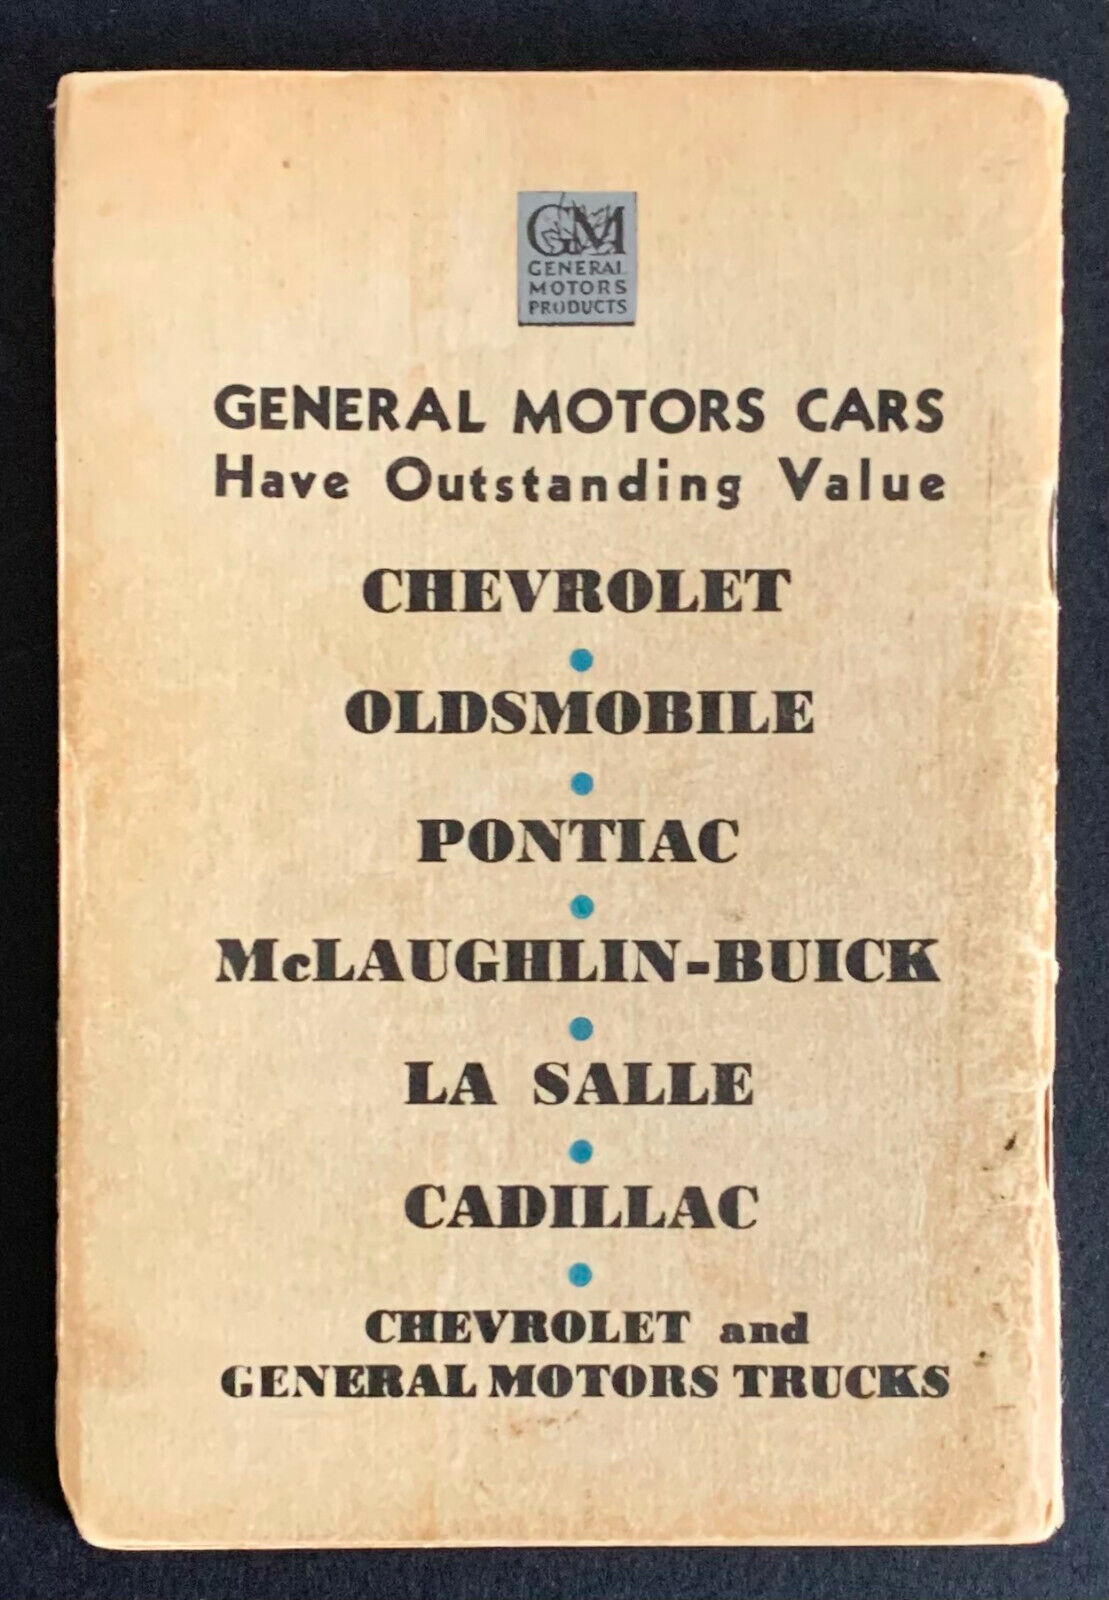 GM
GENERAL
MOTORS
PRODUCTS
GENERAL MOTORS CARS
Have Outstanding Value
CHEVROLET
OLDSMOBILE
PONTIAC
McLAUGHLIN-BUICK
LA SALLE
CADILLAC
CHEVROLET and
GENERAL MOTORS TRUCKS